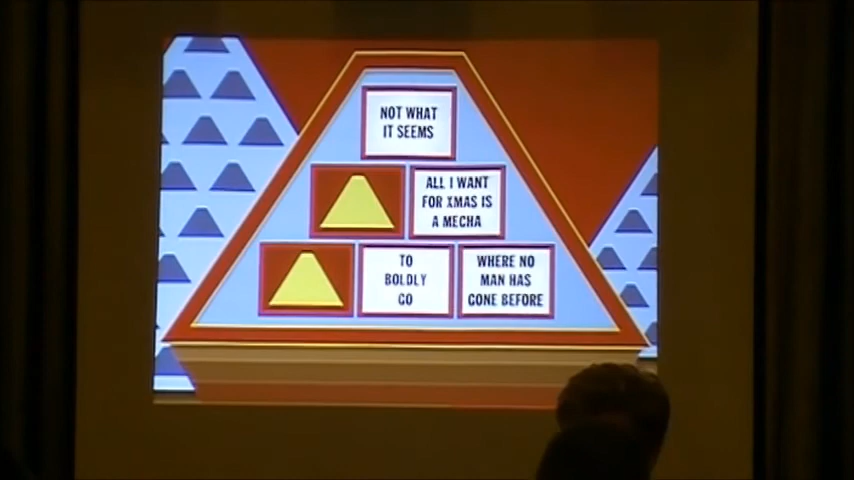 NOT WHAT
IT SEEMS
ALL I WANT
FOR XMAS IS
A MECHA
TO
BOLDLY
GO
WHERE NO
MAN HAS
GONE BEFORE